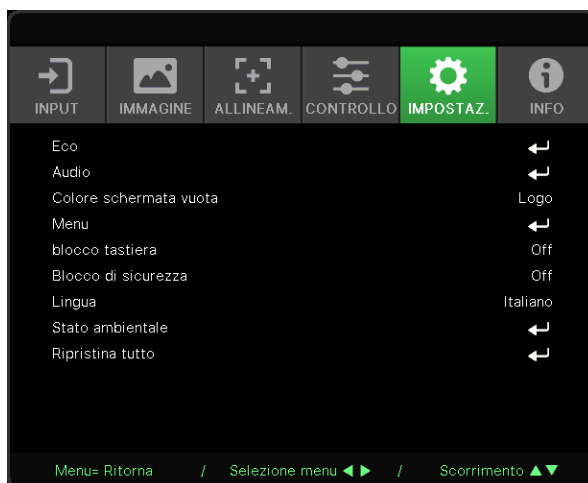 INPUT IMMAGINE ALLINEAM. CONTROLLO IMPOSTAZ. INFO
Eco
Audio
Colore schermata vuota Logo
Menu
blocco tastiera Off
Blocco di sicurezza Off
Lingua Italiano
Stato ambientale
Ripristina tutto
Menu= Ritorna / Selezione menu ◀ ▶ / Scorrimento ▲▼